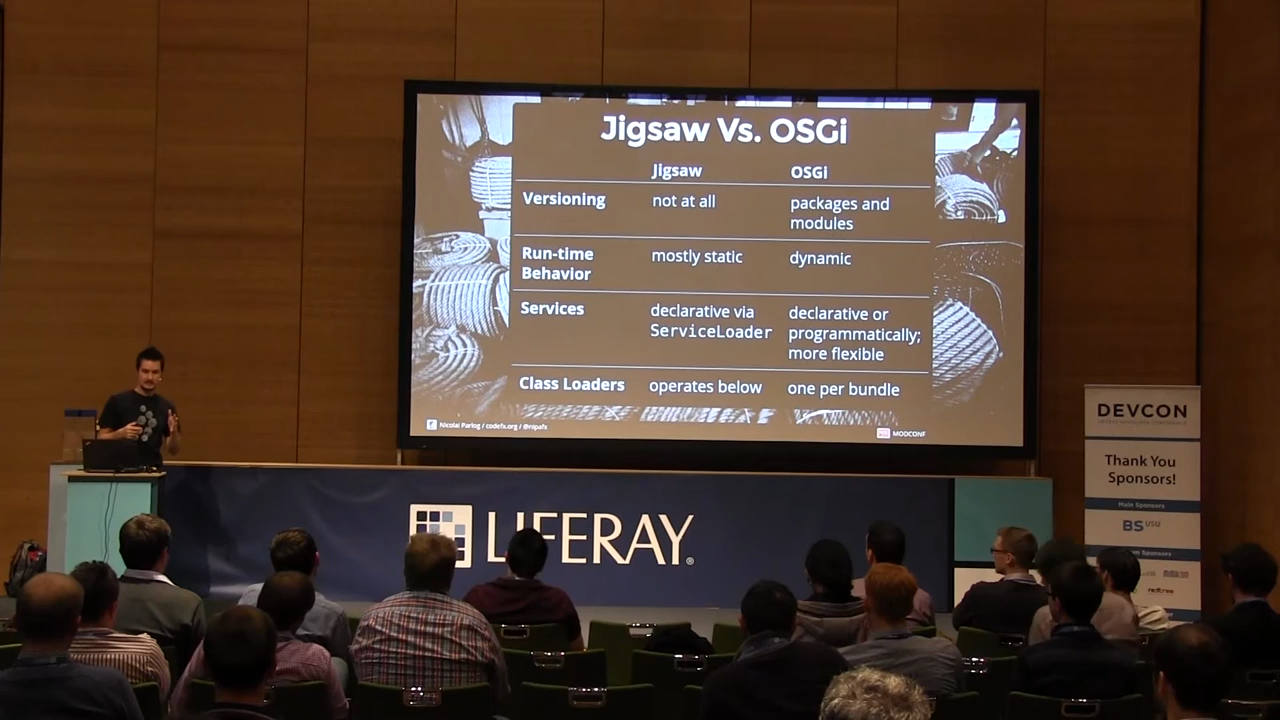 Jigsaw Vs. OSGi
Jigsaw OSGi
Versioning not at all packages and
modules
Run-time mostly static dynamic
Behavior
Services declarative via declarative or
ServiceLoader programmatically;
more flexible
Class Loaders operates below one per bundle
Nicolai Parlog / codefx.org / @nipafx
MODCONF
DEVCON
Thank You
Sponsors!
Main Sponsors
BS USU
Sponsors
LIFERAY®